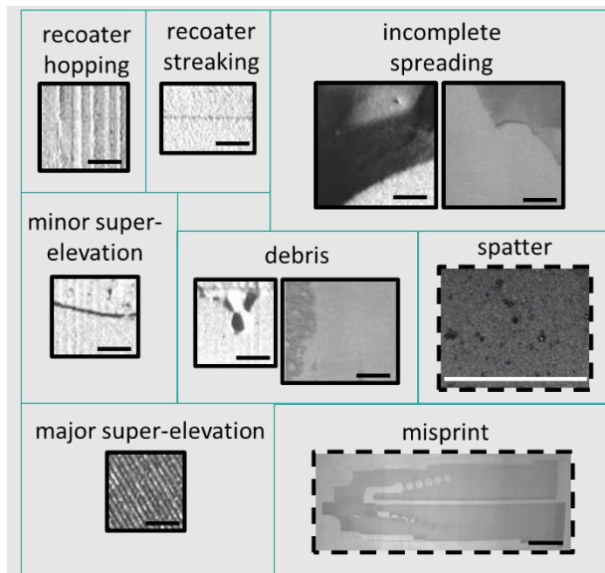 recoater
hopping
recoater
streaking
incomplete
spreading
minor super-
elevation
debris
spatter
major super-elevation
misprint